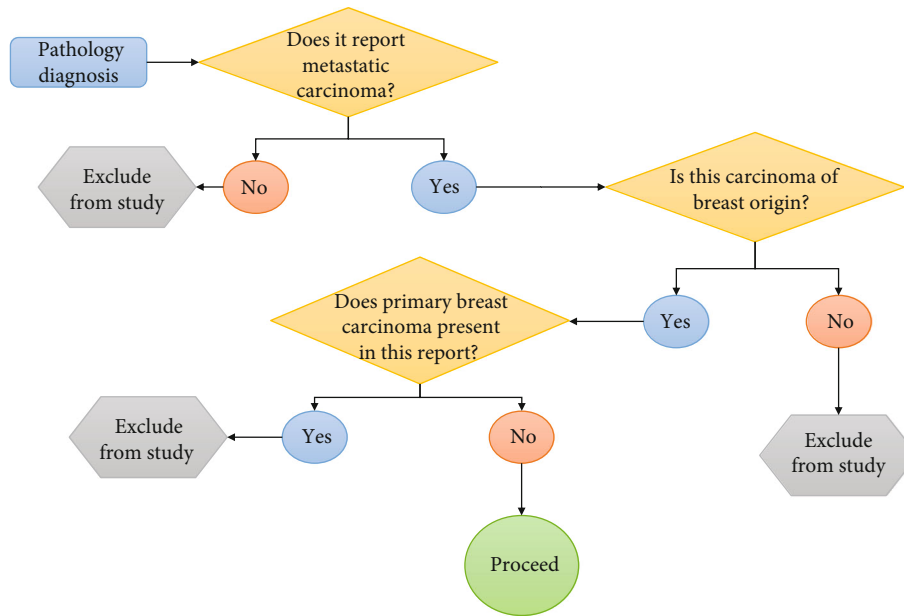 Pathology
diagnosis
Does it report
metastatic
carcinoma?
Exclude
from study
No
Yes
Is this carcinoma of
breast origin?
Does primary breast
carcinoma present
in this report?
Yes
No
Exclude
from study
Yes
No
Exclude
from study
Proceed